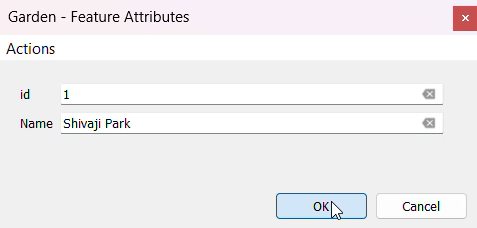 Garden - Feature Attributes
Actions
id 1
Name Shivaji Park
OK Cancel